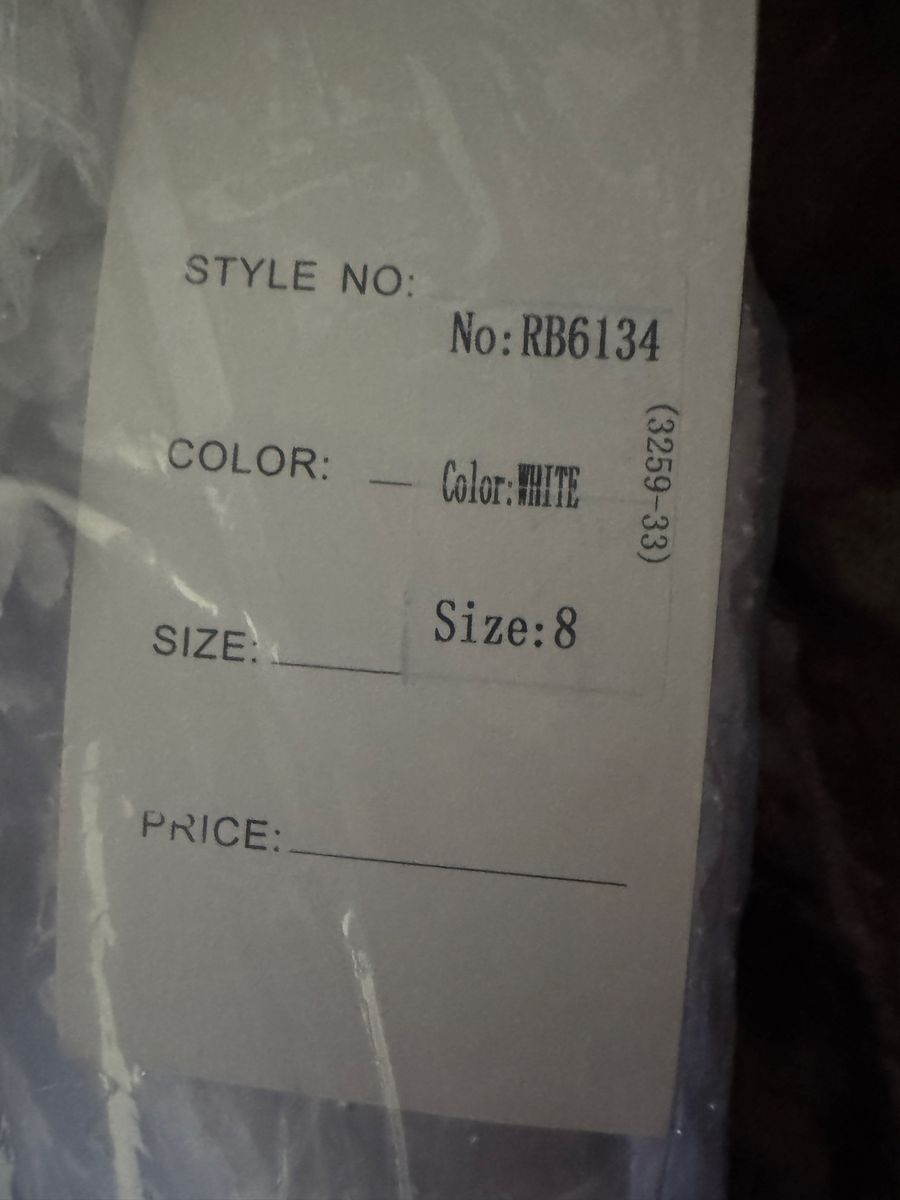 STYLE NO:
No:RB6134
COLOR:
Color:WHITE
(3259-33)
SIZE:
Size:8
PRICE: